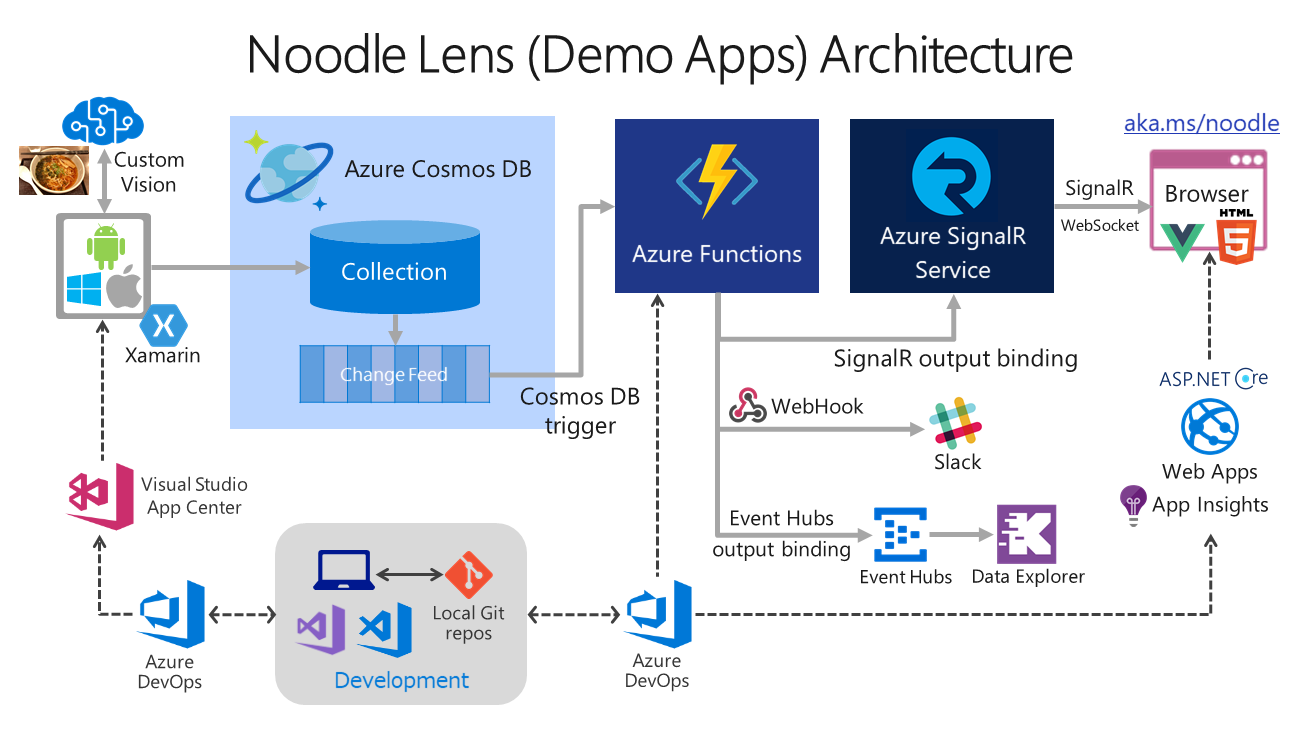 Noodle Lens (Demo Apps) Architecture
Custom
Vision
Xamarin
Azure Cosmos DB
Collection
Change Feed
Cosmos DB
trigger
Azure Functions
Azure SignalR
Service
SignalR
WebSocket
aka.ms/noodle
Browser
HTML
5
SignalR output binding
WebHook
Slack
Event Hubs
output binding
Event Hubs
Data Explorer
ASP.NET Core
Web Apps
App Insights
Visual Studio
App Center
Azure
DevOps
Local Git
repos
Development
Azure
DevOps